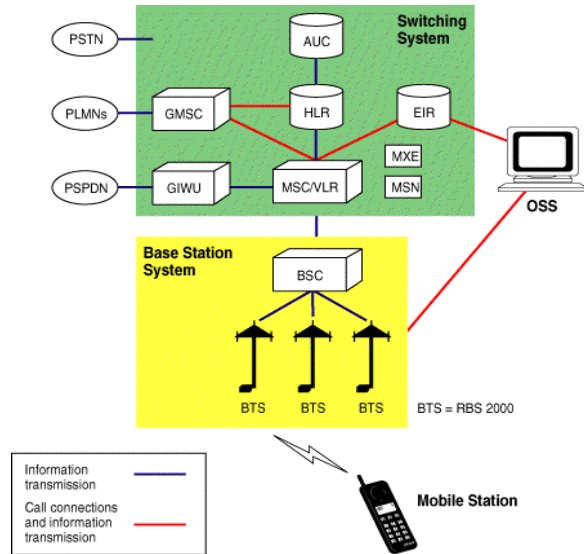 Switching
System
PSTN
AUC
PLMNs
GMSC
HLR
EIR
MXE
PSPDN
GIWU
MSC/VLR
MSN
OSS
Base Station
System
BSC
BTS
BTS
BTS
BTS = RBS 2000
Information
transmission
Call connections
and information
transmission
Mobile Station